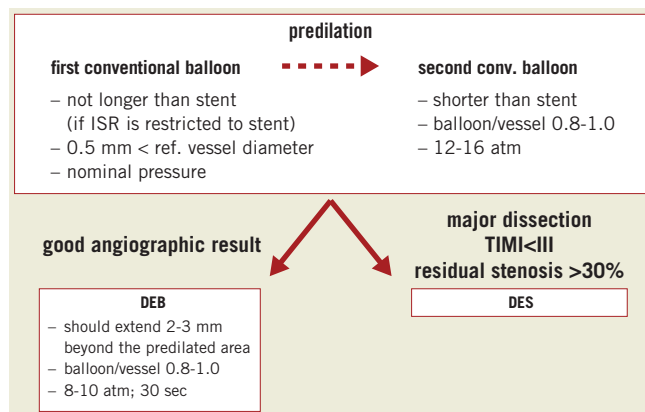 predilation
first conventional balloon
– not longer than stent
(if ISR is restricted to stent)
– 0.5 mm < ref. vessel diameter
– nominal pressure
second conv. balloon
– shorter than stent
– balloon/vessel 0.8-1.0
– 12-16 atm
good angiographic result
DEB
– should extend 2-3 mm
beyond the predilated area
– balloon/vessel 0.8-1.0
– 8-10 atm; 30 sec
major dissection
TIMI<III
residual stenosis >30%
DES